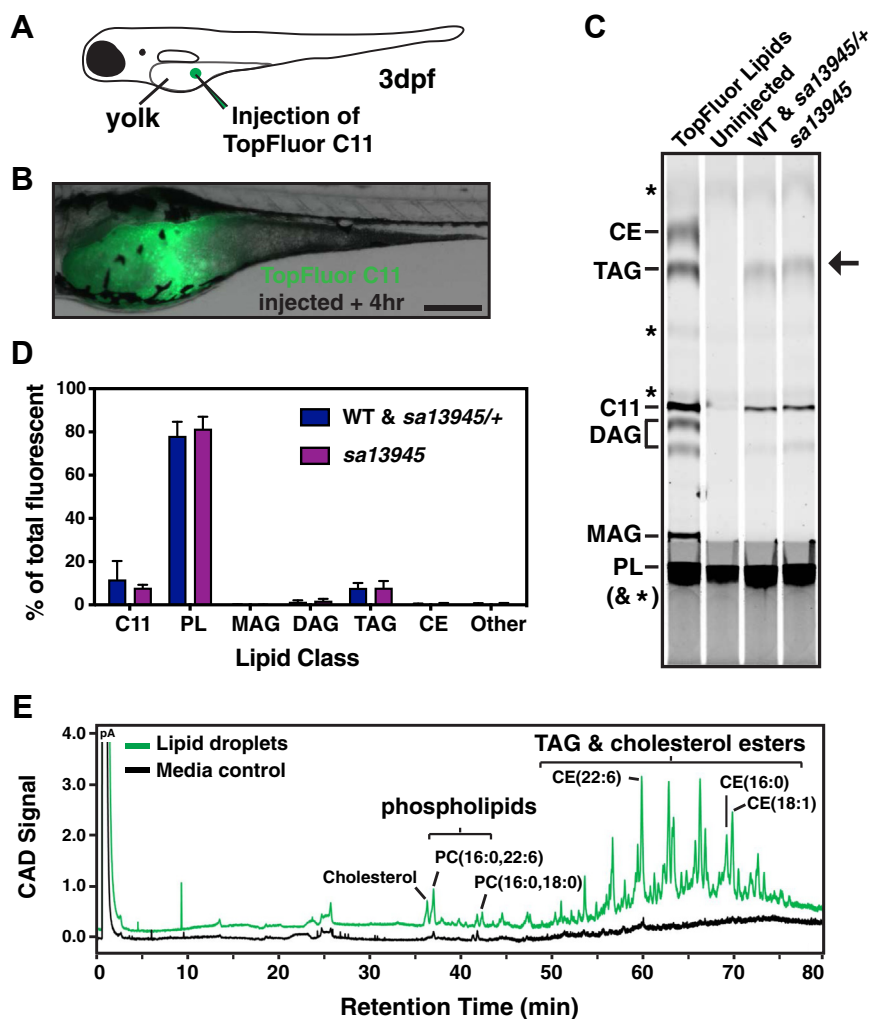 A
3dpf
yolk
Injection of
TopFluor C11
B
TopFluor C11
injected + 4hr
C
TopFluor Lipids
Uninjected
WT & sa13945/+
sa13945
*
CE
TAG
*
*
C11
DAG
MAG
PL
(& *)
D
% of total fluorescent
100
80
60
40
20
0
WT & sa13945/+
sa13945
C11 PL MAG DAG TAG CE Other
Lipid Class
E
CAD Signal
4.0
3.0
2.0
1.0
0.0
pA
Lipid droplets
Media control
TAG & cholesterol esters
CE(22:6)
CE(16:0)
CE(18:1)
phospholipids
PC(16:0,22:6)
Cholesterol
PC(16:0,18:0)
0 10 20 30 40 50 60 70 80
Retention Time (min)